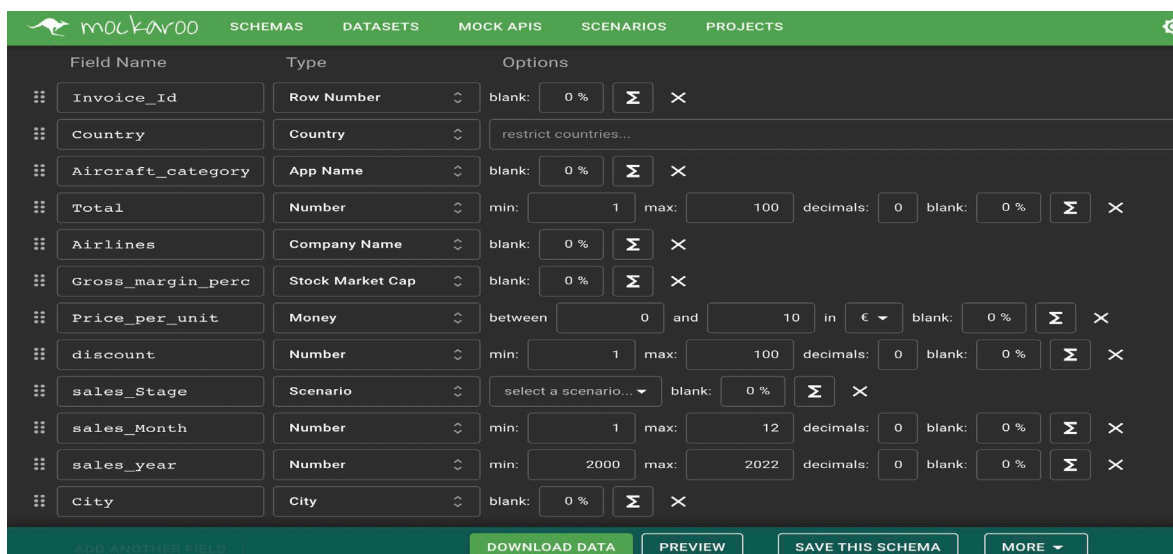 mockaroo SCHEMAS DATASETS MOCK APIS SCENARIOS PROJECTS
Field Name Type Options
Invoice_Id Row Number blank: 0 % Σ ✕
Country Country restrict countries...
Aircraft_category App Name blank: 0 % Σ ✕
Total Number min: 1 max: 100 decimals: 0 blank: 0 % Σ ✕
Airlines Company Name blank: 0 % Σ ✕
Gross_margin_perc Stock Market Cap blank: 0 % Σ ✕
Price_per_unit Money between 0 and 10 in € blank: 0 % Σ ✕
discount Number min: 1 max: 100 decimals: 0 blank: 0 % Σ ✕
sales_Stage Scenario select a scenario... blank: 0 % Σ ✕
sales_Month Number min: 1 max: 12 decimals: 0 blank: 0 % Σ ✕
sales_year Number min: 2000 max: 2022 decimals: 0 blank: 0 % Σ ✕
City City blank: 0 % Σ ✕
ADD ANOTHER FIELD DOWNLOAD DATA PREVIEW SAVE THIS SCHEMA MORE